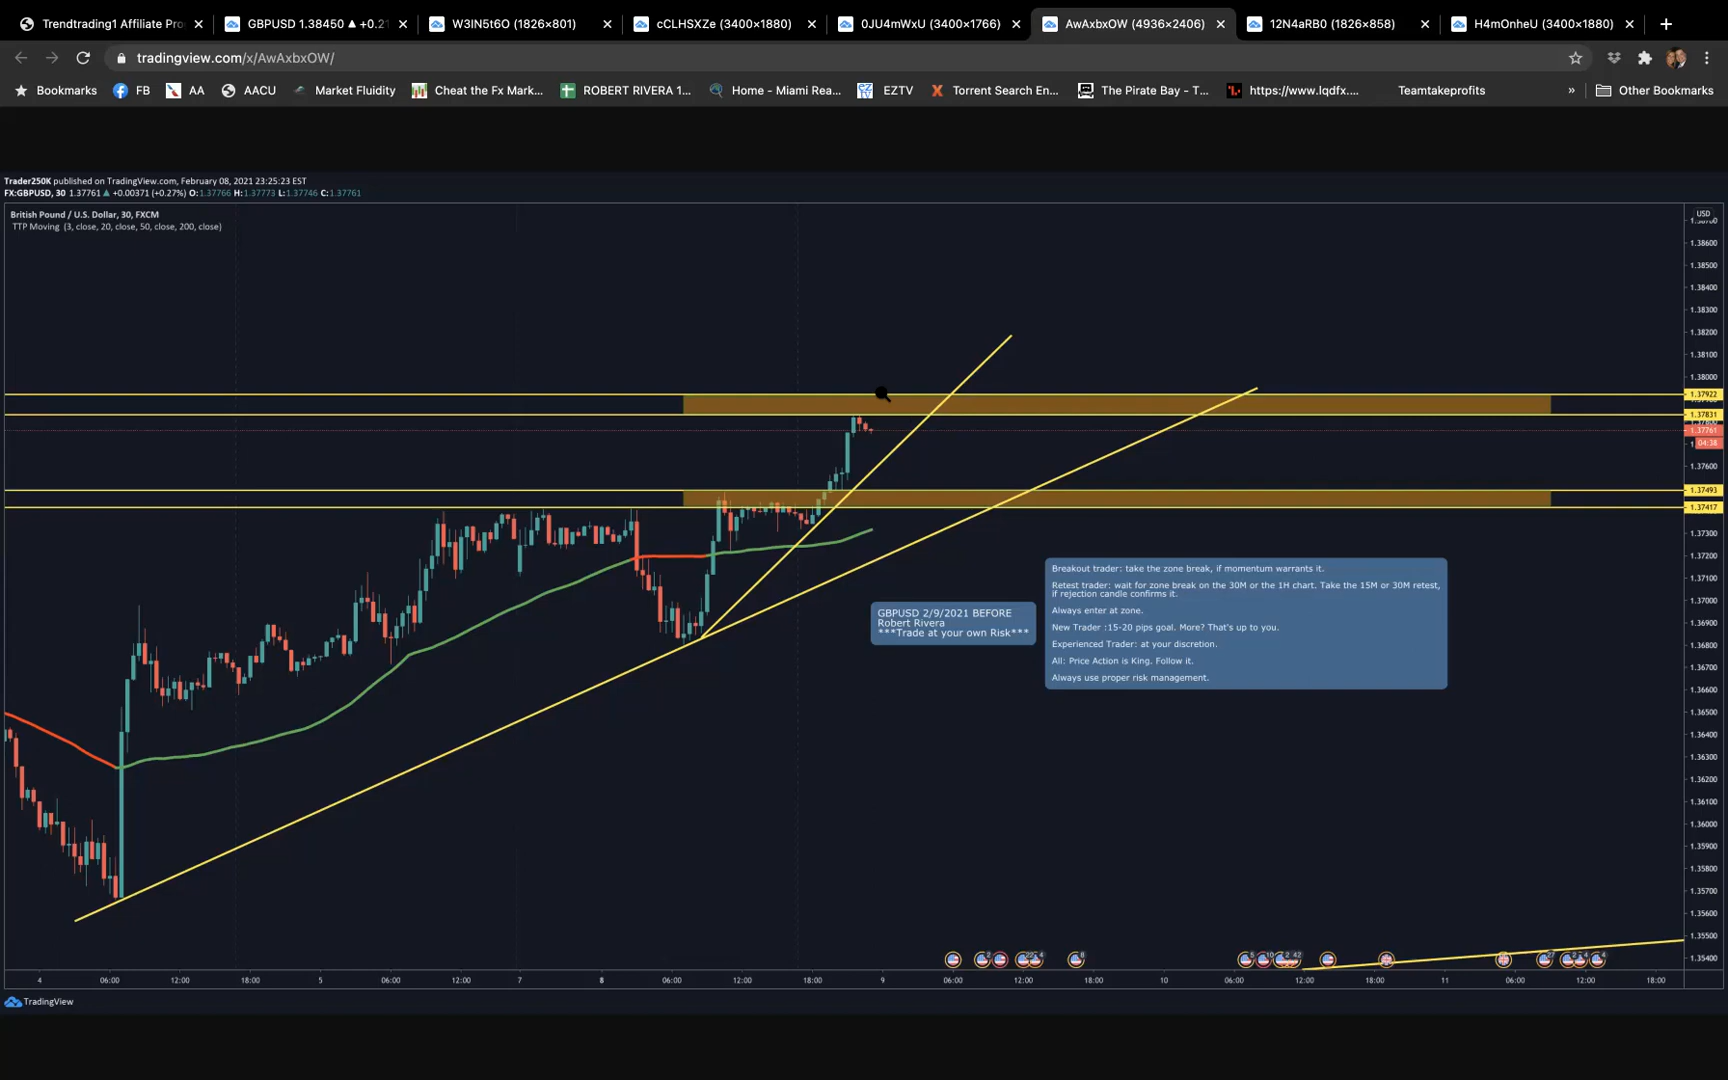 Trendtrading1 Affiliate Pro
GBPUSD 1.38450 ▲ +0.21
W3IN5t6O (1826×801)
cCLHSXZe (3400×1880)
0JU4mWxU (3400×1766)
AwAxbxOW (4936×2406)
12N4aRB0 (1826×858)
H4mOnheU (3400×1880)
tradingview.com/x/AwAxbxOW/
Bookmarks
FB
AA
AACU
Market Fluidity
Cheat the Fx Mark...
ROBERT RIVERA 1...
Home - Miami Rea...
EZTV
Torrent Search En...
The Pirate Bay - T...
https://www.lqdfx....
Teamtakeprofits
»
Other Bookmarks
Trader250K published on TradingView.com, February 08, 2021 23:25:23 EST
FX:GBPUSD, 30 1.37761 ▲ +0.00371 (+0.27%) O:1.37766 H:1.37773 L:1.37746 C:1.37761
British Pound / U.S. Dollar, 30, FXCM
TTP Moving (3, close, 20, close, 50, close, 200, close)
USD
1.38600
1.38500
1.38400
1.38300
1.38200
1.38100
1.38000
1.37922
1.37831
1.37761
04:38
1.37600
1.37493
1.37417
1.37300
1.37200
1.37100
1.37000
1.36900
1.36800
1.36700
1.36600
1.36500
1.36400
1.36300
1.36200
1.36100
1.36000
1.35900
1.35800
1.35700
1.35600
1.35500
1.35400
Breakout trader: take the zone break, if momentum warrants it.
Retest trader: wait for zone break on the 30M or the 1H chart. Take the 15M or 30M retest,
if rejection candle confirms it.
Always enter at zone.
New Trader :15-20 pips goal. More? That's up to you.
Experienced Trader: at your discretion.
All: Price Action is King. Follow it.
Always use proper risk management.
GBPUSD 2/9/2021 BEFORE
Robert Rivera
***Trade at your own Risk***
4 06:00 12:00 18:00 5 06:00 12:00 7 8 06:00 12:00 18:00 9 06:00 12:00 18:00 10 06:00 12:00 18:00 11 06:00 12:00 18:00
TradingView